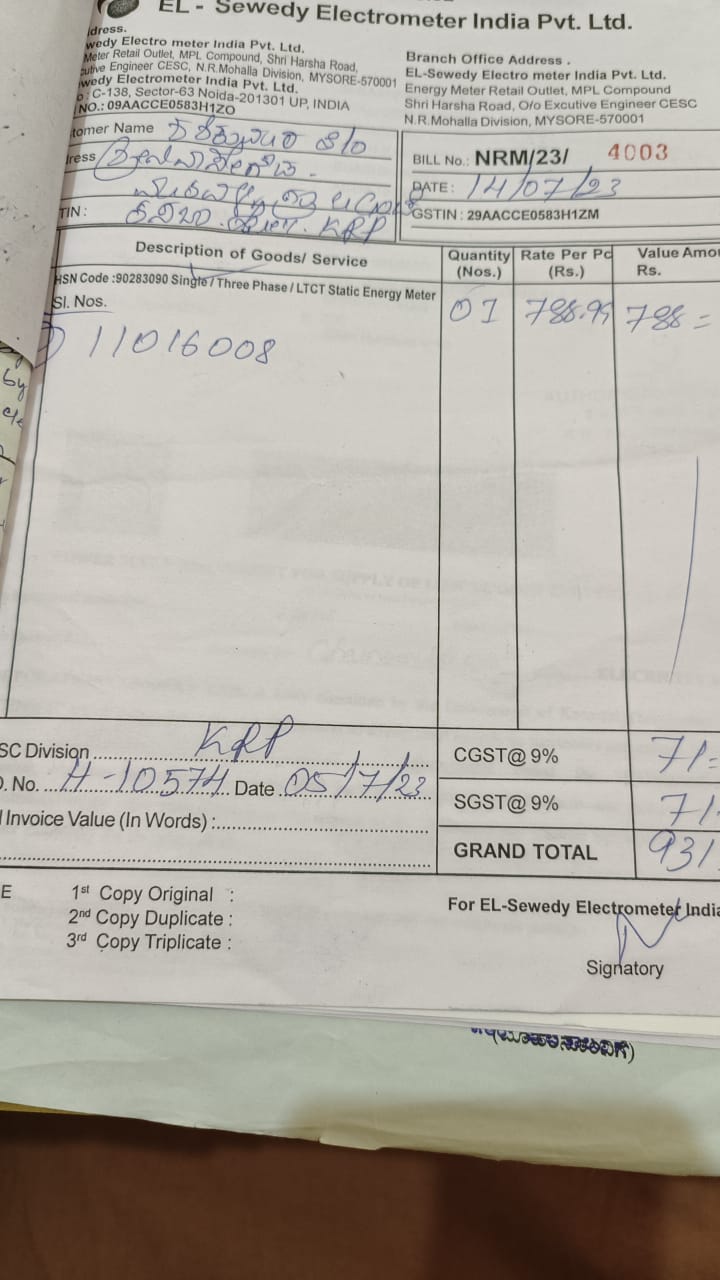 EL - Sewedy Electrometer India Pvt. Ltd.
dress.
wedy Electro meter India Pvt. Ltd.
Meter Retail Outlet, MPL Compound, Shri Harsha Road,
utive Engineer CESC, N.R.Mohalla Division, MYSORE-570001
wedy Electrometer India Pvt. Ltd.
o : C-138, Sector-63 Noida-201301 UP, INDIA
NO.: 09AACCE0583H1ZO
Branch Office Address .
EL-Sewedy Electro meter India Pvt. Ltd.
Energy Meter Retail Outlet, MPL Compound
Shri Harsha Road, O/o Excutive Engineer CESC
N.R.Mohalla Division, MYSORE-570001
tomer Name
ress
TIN : KRP
BILL No.: NRM/23/ 4003
DATE : 14/07/23
GSTIN : 29AACCE0583H1ZM
Description of Goods/ Service
Quantity (Nos.)
Rate Per Pc (Rs.)
Value Amou Rs.
HSN Code :90283090 Single / Three Phase / LTCT Static Energy Meter
Sl. Nos.
01 788.99 788=
11016008
SC Division KRP
. No. H-10574 Date 05/7/23
l Invoice Value (In Words) :
CGST@ 9% 71=
SGST@ 9% 71
GRAND TOTAL 931
E 1st Copy Original :
2nd Copy Duplicate :
3rd Copy Triplicate :
For EL-Sewedy Electrometer India
Signatory